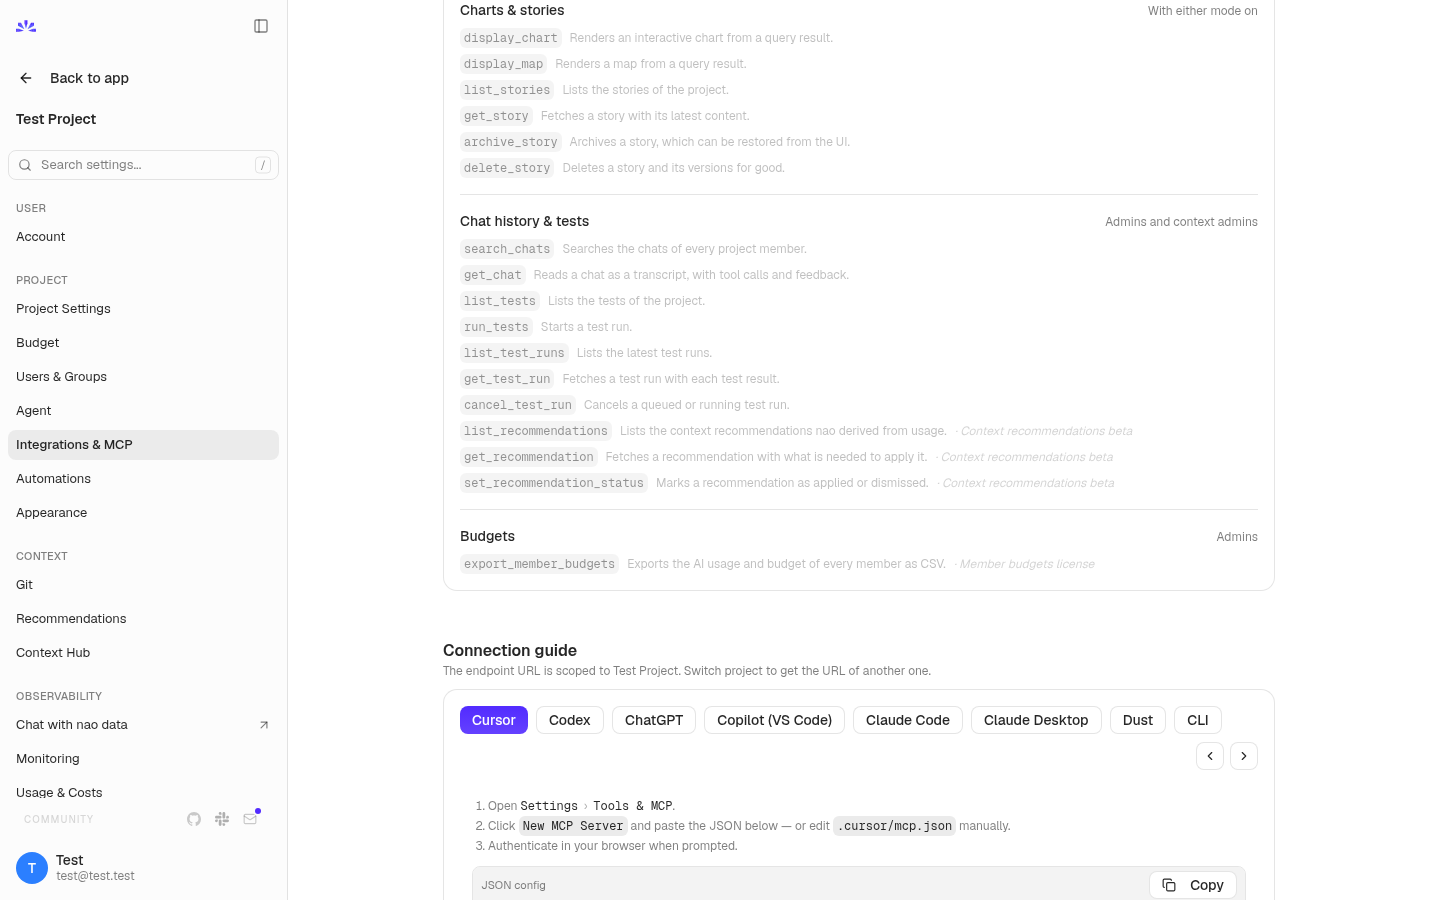 Back to app
Test Project
Search settings...
/
USER
Account
PROJECT
Project Settings
Budget
Users & Groups
Agent
Integrations & MCP
Automations
Appearance
CONTEXT
Git
Recommendations
Context Hub
OBSERVABILITY
Chat with nao data
Monitoring
Usage & Costs
COMMUNITY
T
Test
test@test.test
Charts & stories
With either mode on
display_chart Renders an interactive chart from a query result.
display_map Renders a map from a query result.
list_stories Lists the stories of the project.
get_story Fetches a story with its latest content.
archive_story Archives a story, which can be restored from the UI.
delete_story Deletes a story and its versions for good.
Chat history & tests
Admins and context admins
search_chats Searches the chats of every project member.
get_chat Reads a chat as a transcript, with tool calls and feedback.
list_tests Lists the tests of the project.
run_tests Starts a test run.
list_test_runs Lists the latest test runs.
get_test_run Fetches a test run with each test result.
cancel_test_run Cancels a queued or running test run.
list_recommendations Lists the context recommendations nao derived from usage. · Context recommendations beta
get_recommendation Fetches a recommendation with what is needed to apply it. · Context recommendations beta
set_recommendation_status Marks a recommendation as applied or dismissed. · Context recommendations beta
Budgets
Admins
export_member_budgets Exports the AI usage and budget of every member as CSV. · Member budgets license
Connection guide
The endpoint URL is scoped to Test Project. Switch project to get the URL of another one.
Cursor Codex ChatGPT Copilot (VS Code) Claude Code Claude Desktop Dust CLI
1. Open Settings › Tools & MCP.
2. Click New MCP Server and paste the JSON below — or edit .cursor/mcp.json manually.
3. Authenticate in your browser when prompted.
JSON config
Copy